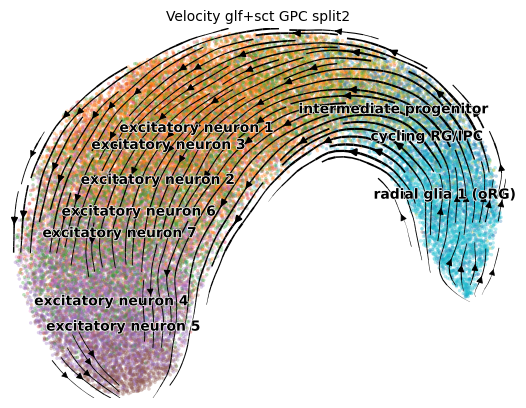 Velocity glf+sct GPC split2
intermediate progenitor
excitatory neuron 1
cycling RG/IPC
excitatory neuron 3
excitatory neuron 2
radial glia 1 (oRG)
excitatory neuron 6
excitatory neuron 7
excitatory neuron 4
excitatory neuron 5